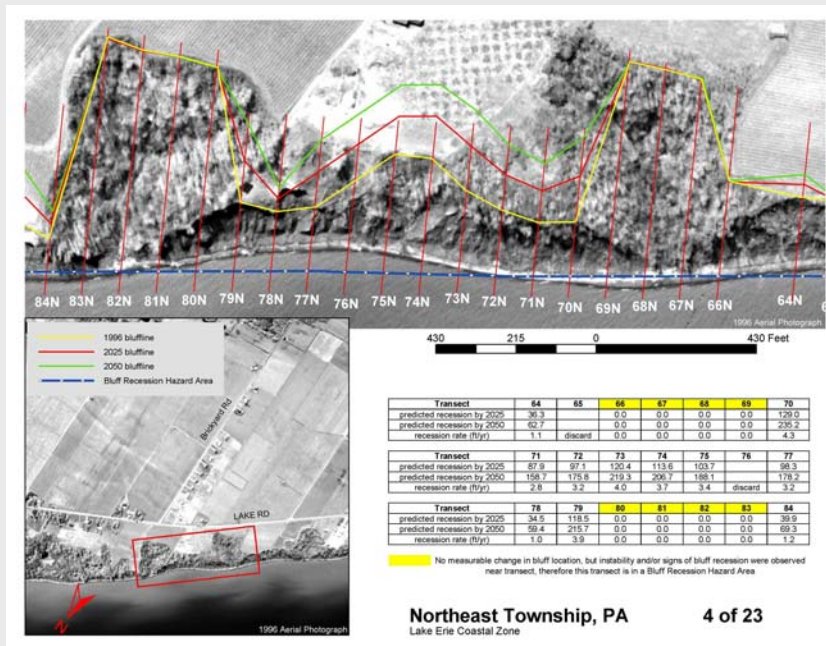 84N 83N 82N 81N 80N 79N 78N 77N 76N 75N 74N 73N 72N 71N 70N 69N 68N 67N 66N 64N
1996 Aerial Photograph
1996 bluffline
2025 bluffline
2050 bluffline
Bluff Recession Hazard Area
430 215 0 430 Feet
Brickyard Rd
LAKE RD
N
1996 Aerial Photograph
Transect 64 65 66 67 68 69 70
predicted recession by 2025 36.3 0.0 0.0 0.0 0.0 129.0
predicted recession by 2050 62.7 0.0 0.0 0.0 0.0 235.2
recession rate (ft/yr) 1.1 discard 0.0 0.0 0.0 0.0 4.3
Transect 71 72 73 74 75 76 77
predicted recession by 2025 87.9 97.1 120.4 113.6 103.7 98.3
predicted recession by 2050 158.7 175.8 219.3 206.7 188.1 178.2
recession rate (ft/yr) 2.8 3.2 4.0 3.7 3.4 discard 3.2
Transect 78 79 80 81 82 83 84
predicted recession by 2025 34.5 118.5 0.0 0.0 0.0 0.0 39.9
predicted recession by 2050 59.4 215.7 0.0 0.0 0.0 0.0 69.3
recession rate (ft/yr) 1.0 3.9 0.0 0.0 0.0 0.0 1.2
No measurable change in bluff location, but instability and/or signs of bluff recession were observed
near transect, therefore this transect is in a Bluff Recession Hazard Area
Northeast Township, PA 4 of 23
Lake Erie Coastal Zone